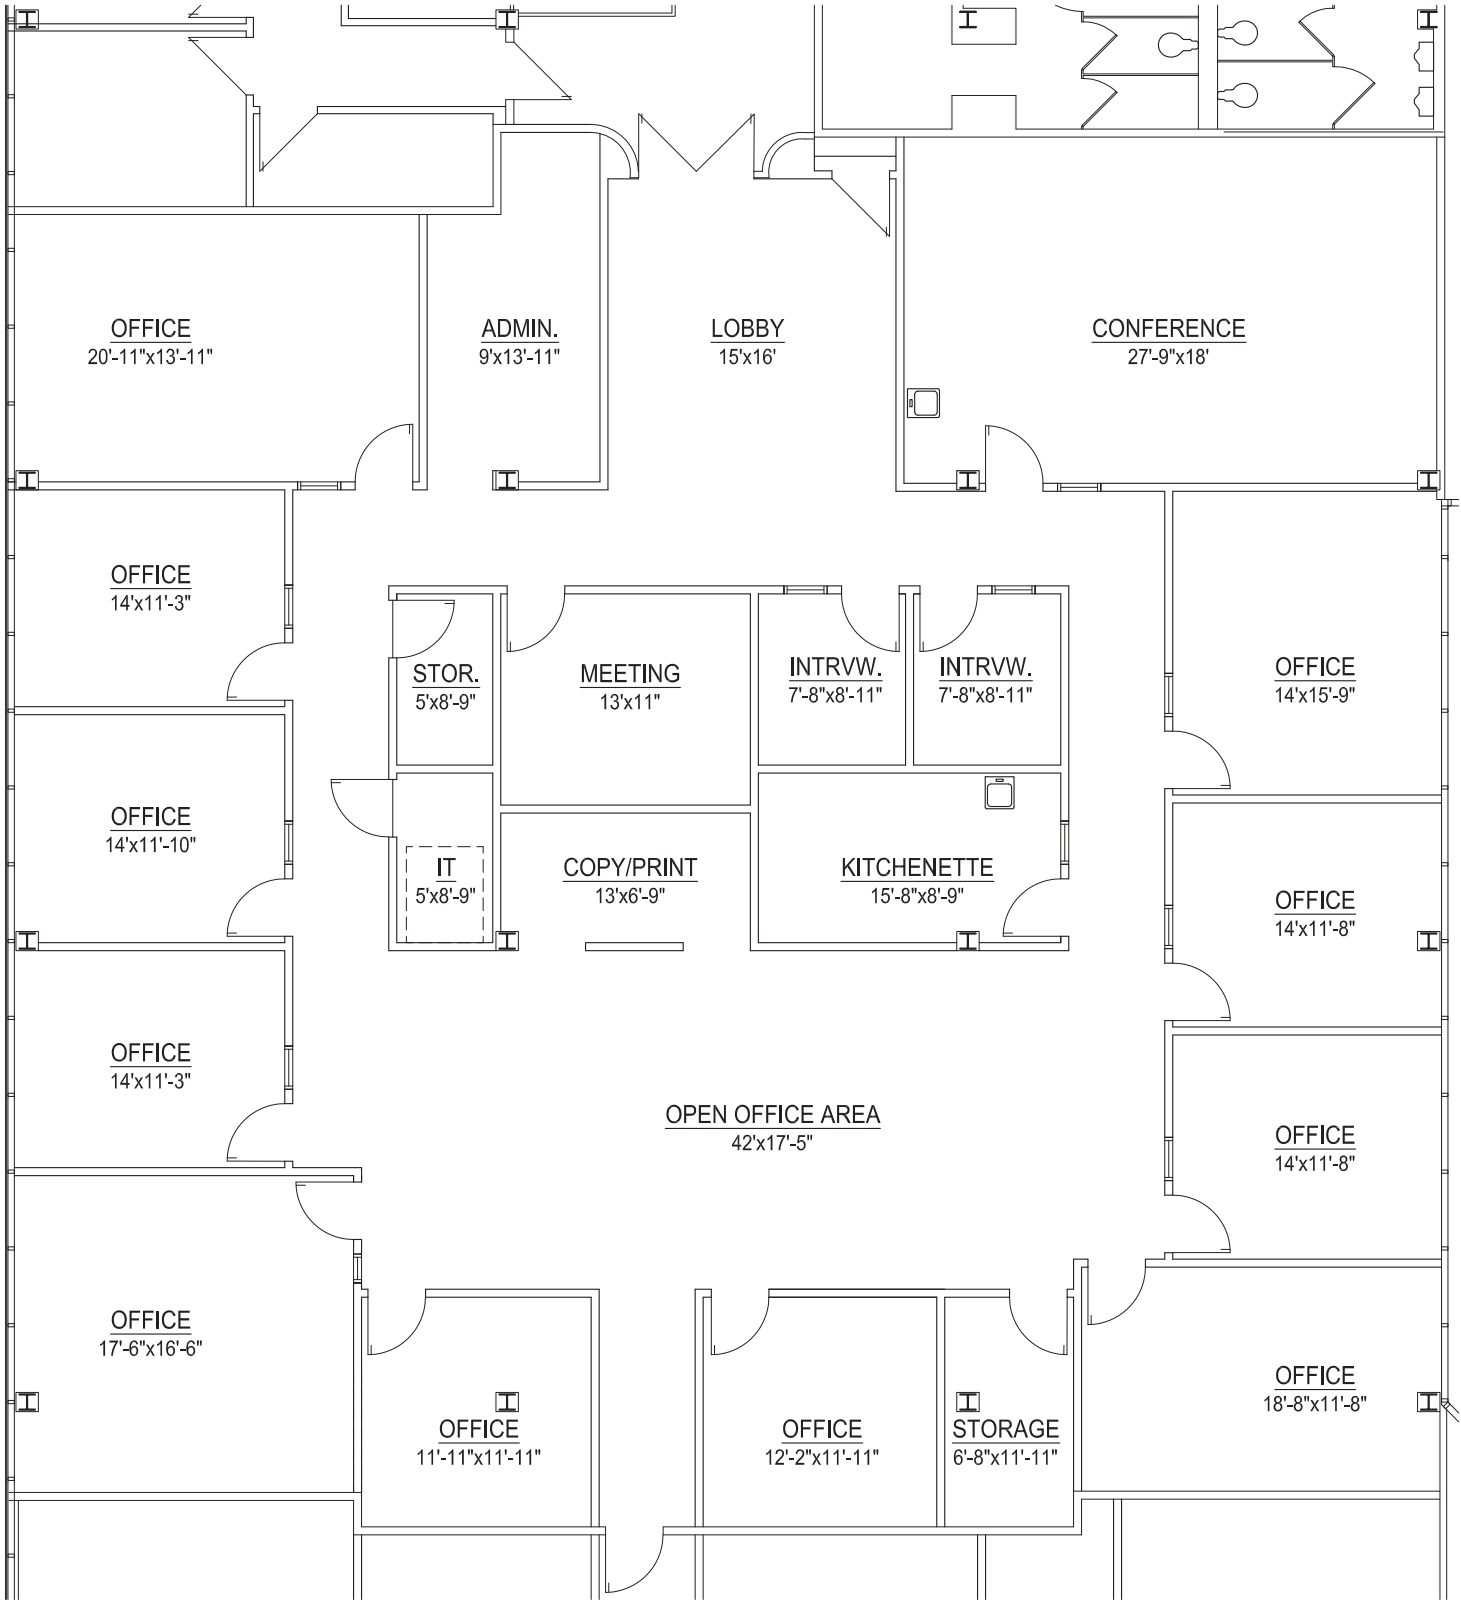 OFFICE
20'-11"x13'-11"
ADMIN.
9'x13'-11"
LOBBY
15'x16'
CONFERENCE
27'-9"x18'
OFFICE
14'x11'-3"
STOR.
5'x8'-9"
MEETING
13'x11"
INTRVW.
7'-8"x8'-11"
INTRVW.
7'-8"x8'-11"
OFFICE
14'x15'-9"
OFFICE
14'x11'-10"
IT
5'x8'-9"
COPY/PRINT
13'x6'-9"
KITCHENETTE
15'-8"x8'-9"
OFFICE
14'x11'-8"
OFFICE
14'x11'-3"
OPEN OFFICE AREA
42'x17'-5"
OFFICE
14'x11'-8"
OFFICE
17'-6"x16'-6"
OFFICE
11'-11"x11'-11"
OFFICE
12'-2"x11'-11"
STORAGE
6'-8"x11'-11"
OFFICE
18'-8"x11'-8"